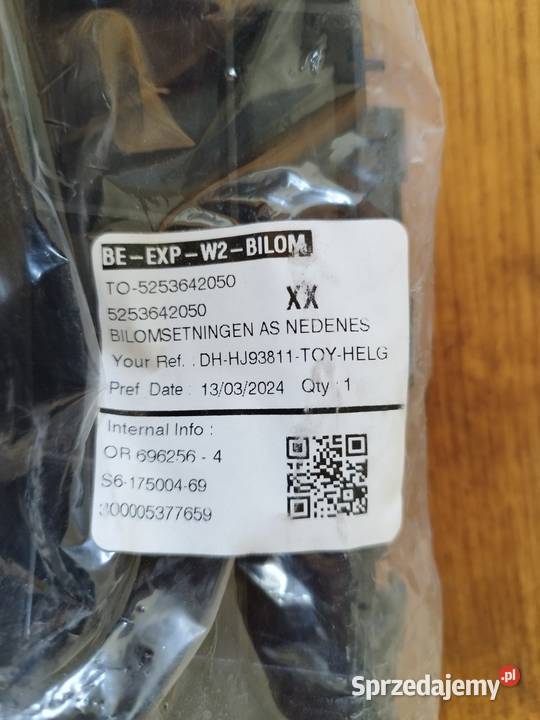 BE-EXP-W2-BILOM
TO-5253642050
5253642050 XX
BILOMSETNINGEN AS NEDENES
Your Ref. . DH-HJ93811-TOY-HELG
Pref Date : 13/03/2024 Qty : 1
Internal Info :
OR 696256 - 4
S6-175004-69
300005377659
Sprzedajemy.pl